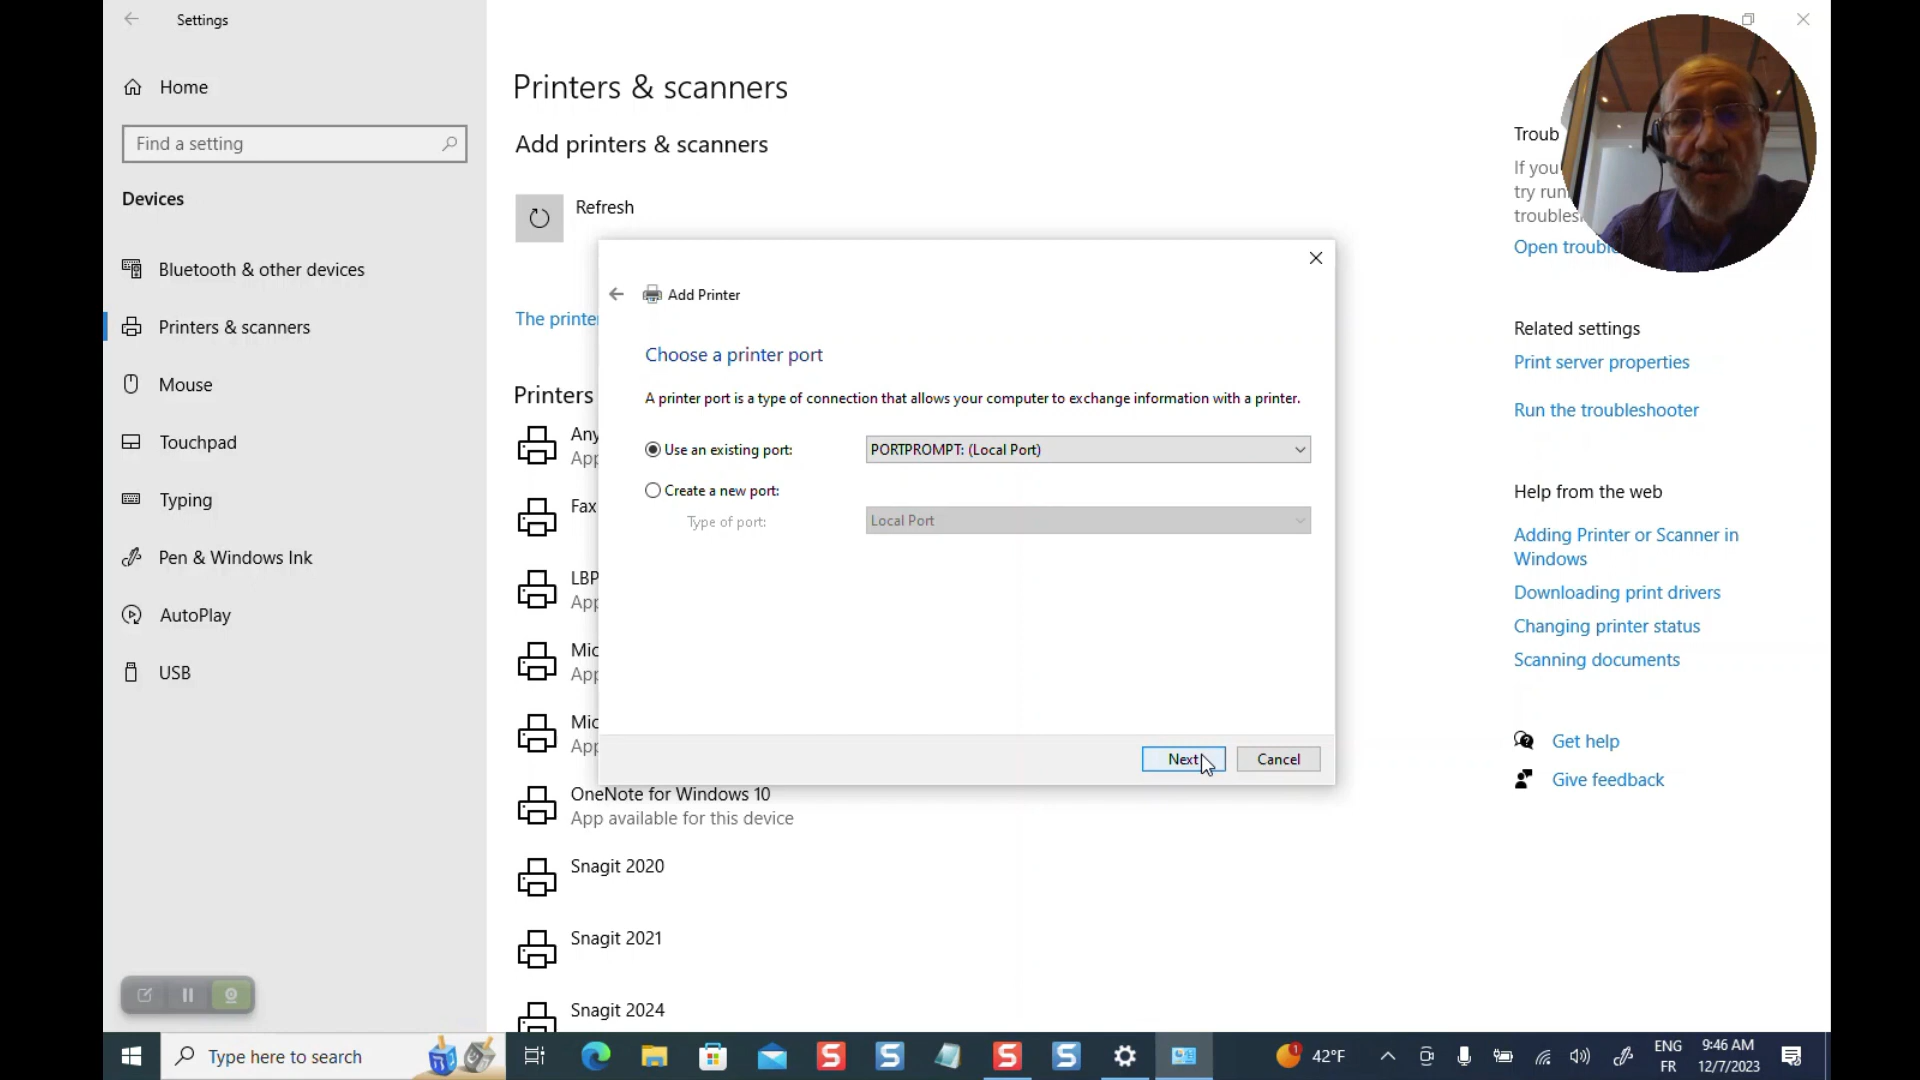 Settings
Home
Find a setting
Devices
Bluetooth & other devices
Printers & scanners
Mouse
Touchpad
Typing
Pen & Windows Ink
AutoPlay
USB
Printers & scanners
Add printers & scanners
Refresh
The printe
Printers
Any
App
Fax
LBP
App
Mic
App
Mic
App
OneNote for Windows 10
App available for this device
Snagit 2020
Snagit 2021
Snagit 2024
Add Printer
Choose a printer port
A printer port is a type of connection that allows your computer to exchange information with a printer.
Use an existing port:
PORTPROMPT: (Local Port)
Create a new port:
Type of port:
Local Port
Next
Cancel
Troub
If you
try run
troubles
Open troubl
Related settings
Print server properties
Run the troubleshooter
Help from the web
Adding Printer or Scanner in
Windows
Downloading print drivers
Changing printer status
Scanning documents
Get help
Give feedback
Type here to search
S
S
S
S
1
42°F
ENG
FR
9:46 AM
12/7/2023